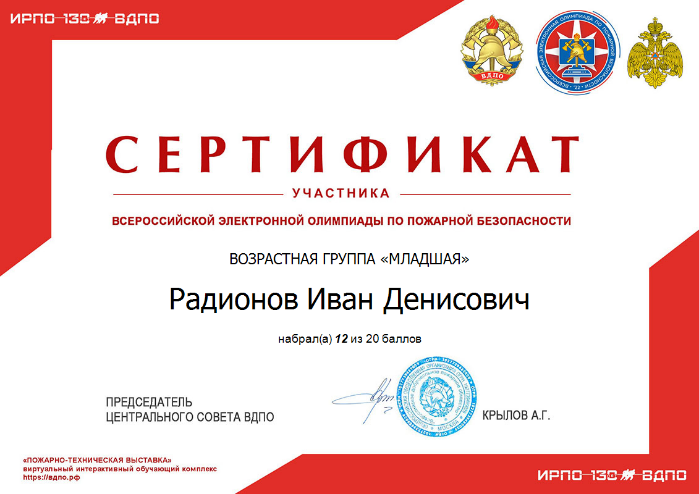 ИРПО-130 ВДПО
ВДПО
СЕРТИФИКАТ
УЧАСТНИКА
ВСЕРОССИЙСКОЙ ЭЛЕКТРОННОЙ ОЛИМПИАДЫ ПО ПОЖАРНОЙ БЕЗОПАСНОСТИ
ВОЗРАСТНАЯ ГРУППА «МЛАДШАЯ»
Радионов Иван Денисович
набрал(а) 12 из 20 баллов
ПРЕДСЕДАТЕЛЬ
ЦЕНТРАЛЬНОГО СОВЕТА ВДПО
КРЫЛОВ А.Г.
«ПОЖАРНО-ТЕХНИЧЕСКАЯ ВЫСТАВКА»
виртуальный интерактивный обучающий комплекс
https://вдпо.рф
ИРПО-130 ВДПО